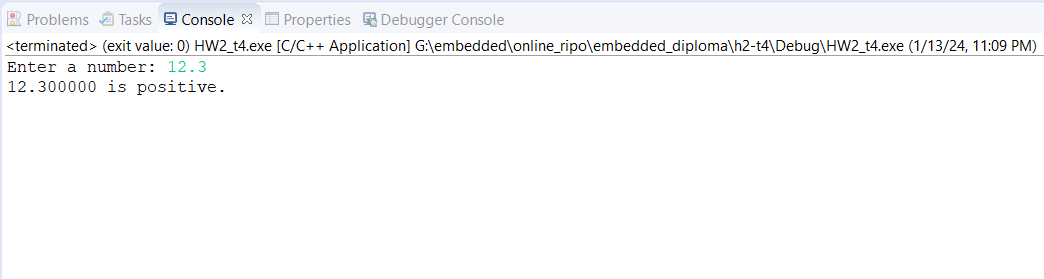 Problems Tasks Console Properties Debugger Console
<terminated> (exit value: 0) HW2_t4.exe [C/C++ Application] G:\embedded\online_ripo\embedded_diploma\h2-t4\Debug\HW2_t4.exe (1/13/24, 11:09 PM)
Enter a number: 12.3
12.300000 is positive.